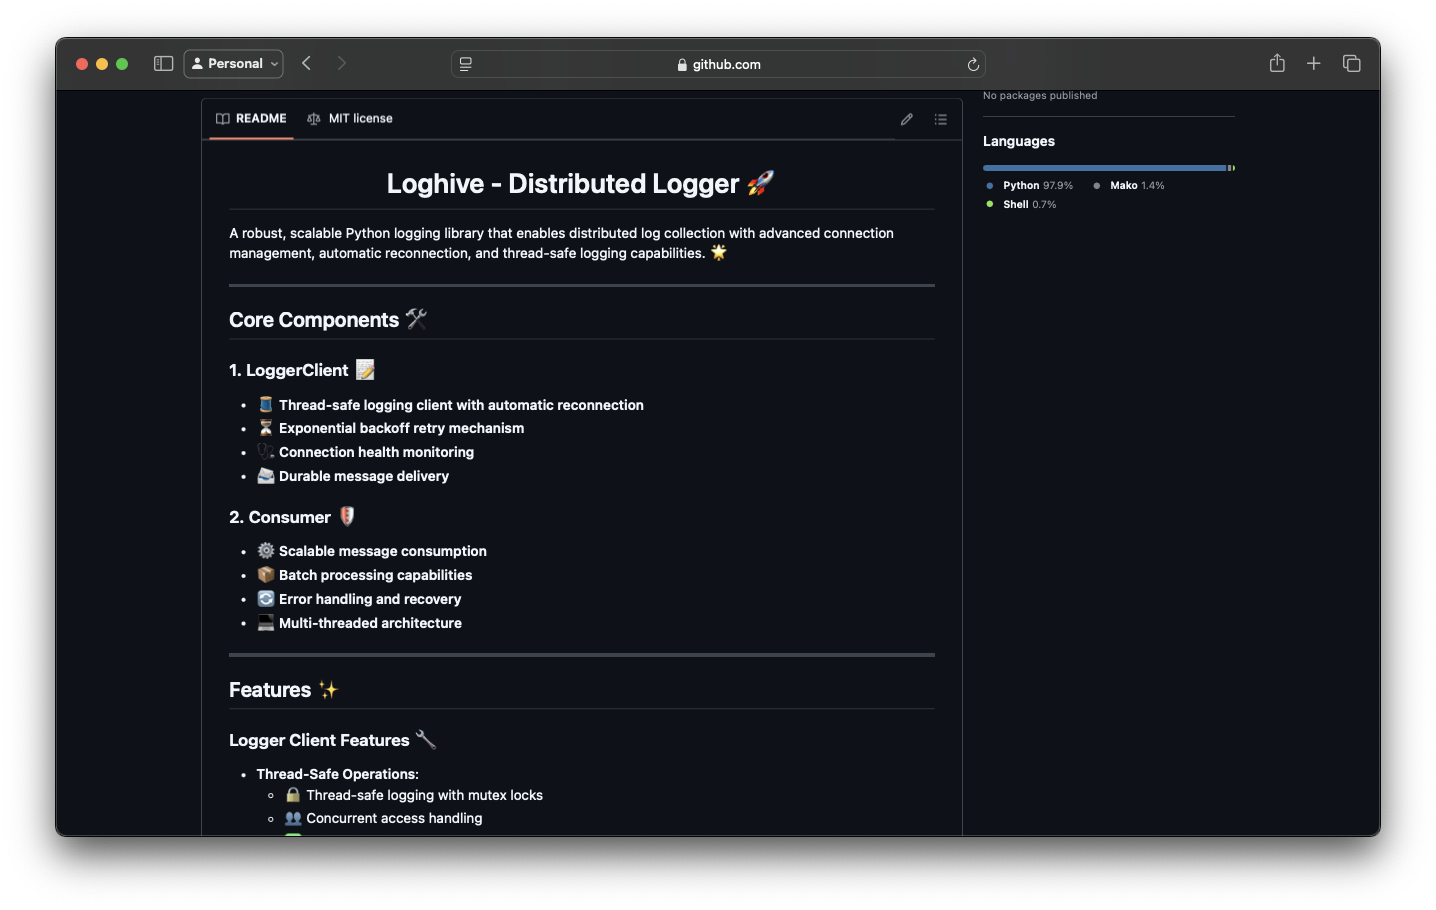 Personal
github.com
No packages published
README
MIT license
Languages
Python 97.9%
Mako 1.4%
Shell 0.7%
Loghive - Distributed Logger 🚀
A robust, scalable Python logging library that enables distributed log collection with advanced connection
management, automatic reconnection, and thread-safe logging capabilities. 🌟
Core Components 🛠️
1. LoggerClient 📝
• 🧵 Thread-safe logging client with automatic reconnection
• ⏳ Exponential backoff retry mechanism
• 🩺 Connection health monitoring
• 📨 Durable message delivery
2. Consumer 🛡️
• ⚙️ Scalable message consumption
• 📦 Batch processing capabilities
• 🔄 Error handling and recovery
• 💻 Multi-threaded architecture
Features ✨
Logger Client Features 🔧
• Thread-Safe Operations:
◦ 🔒 Thread-safe logging with mutex locks
◦ 👥 Concurrent access handling